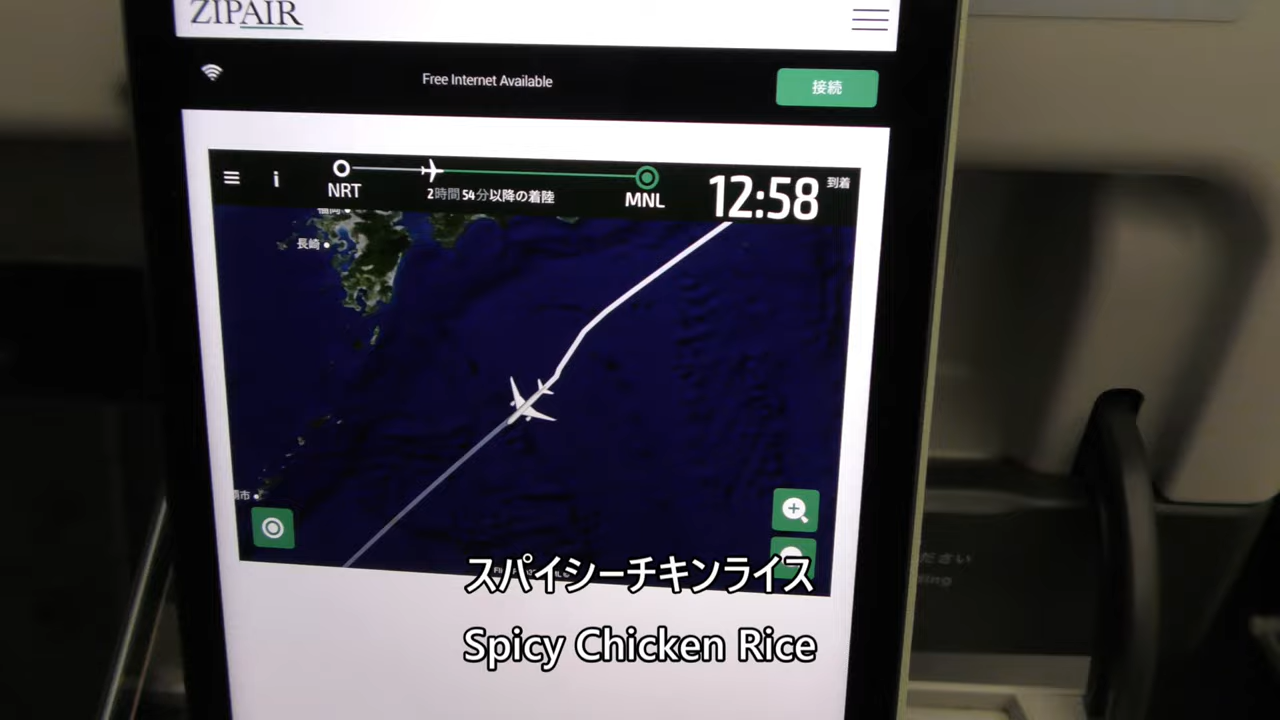 ZIPAIR
Free Internet Available
接続
NRT
2時間54分以降の着陸
MNL
12:58
到着
福岡
長崎
スパイシーチキンライス
Spicy Chicken Rice